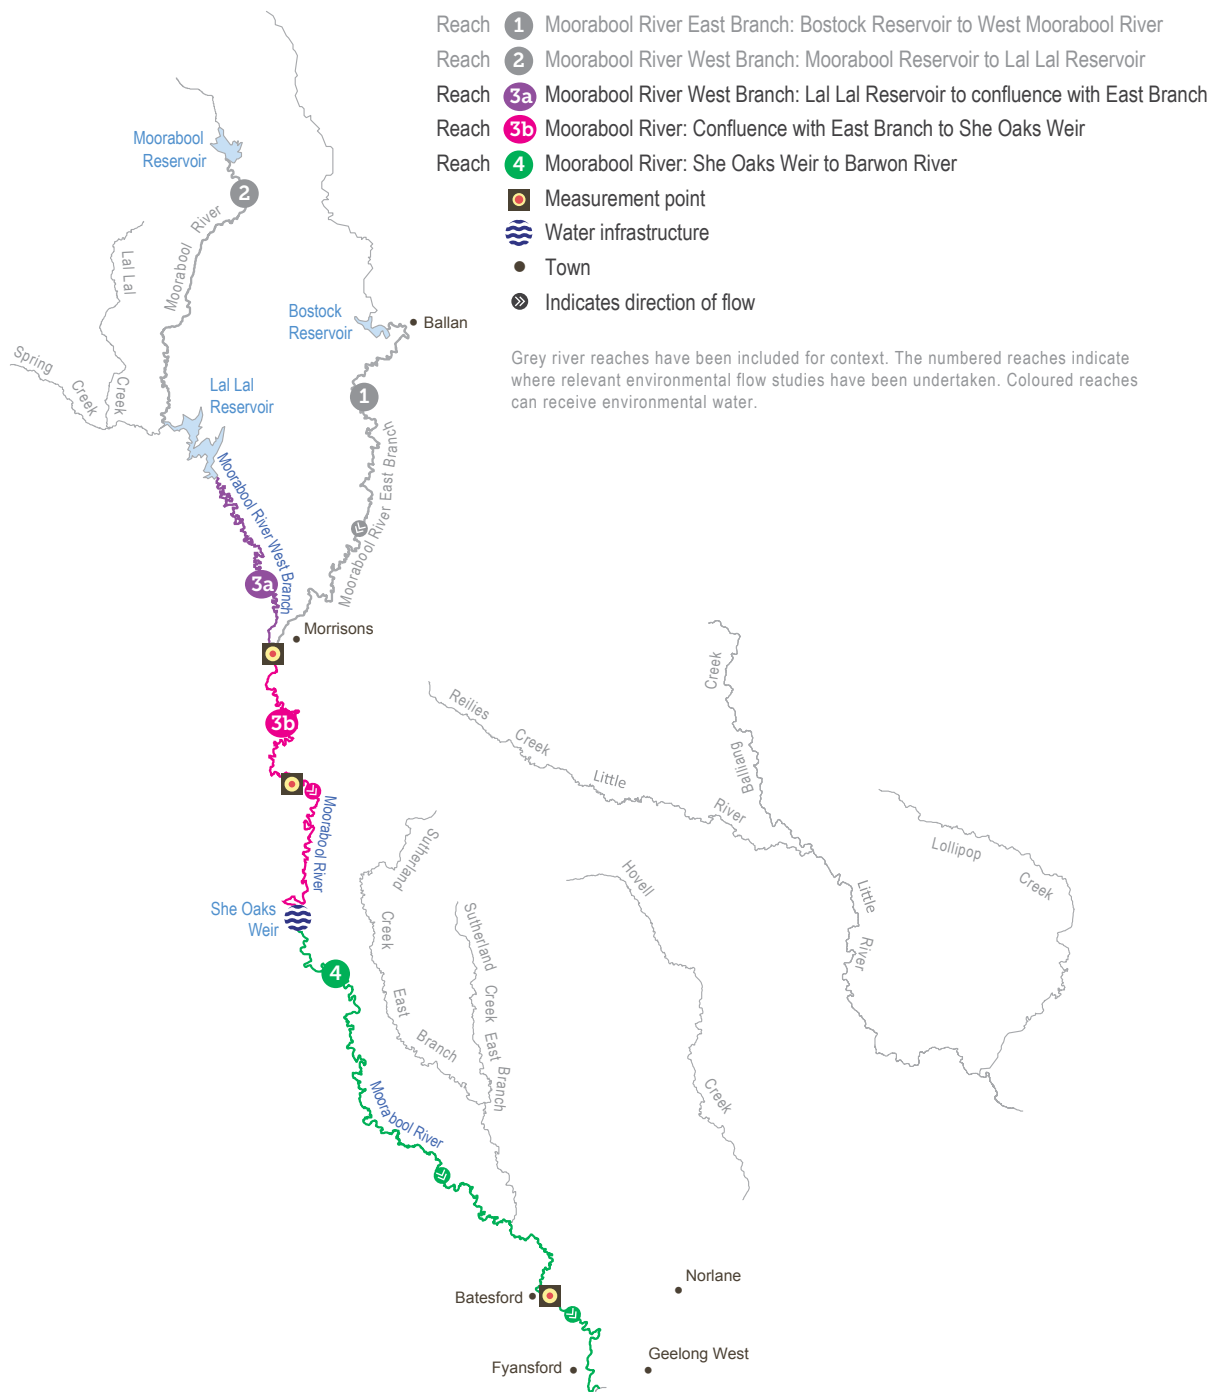 Reach 1 Moorabool River East Branch: Bostock Reservoir to West Moorabool River
Reach 2 Moorabool River West Branch: Moorabool Reservoir to Lal Lal Reservoir
Reach 3a Moorabool River West Branch: Lal Lal Reservoir to confluence with East Branch
Reach 3b Moorabool River: Confluence with East Branch to She Oaks Weir
Reach 4 Moorabool River: She Oaks Weir to Barwon River
Measurement point
Water infrastructure
Town
Indicates direction of flow
Grey river reaches have been included for context. The numbered reaches indicate
where relevant environmental flow studies have been undertaken. Coloured reaches
can receive environmental water.
Moorabool
Reservoir
2
Moorabool River
Lal Lal
Creek
Spring
Creek
Bostock
Reservoir
Ballan
Lal Lal
Reservoir
1
Moorabool River East Branch
Moorabool River West Branch
3a
Morrisons
3b
Moorabool River
She Oaks
Weir
4
Moorabool River
Sutherland
Creek
East
Branch
Sutherland
Creek East
Branch
Reilies
Creek
Little
River
Creek
Balliang
Little
River
Lollipop
Creek
Hovell
Creek
Batesford
Norlane
Fyansford
Geelong West